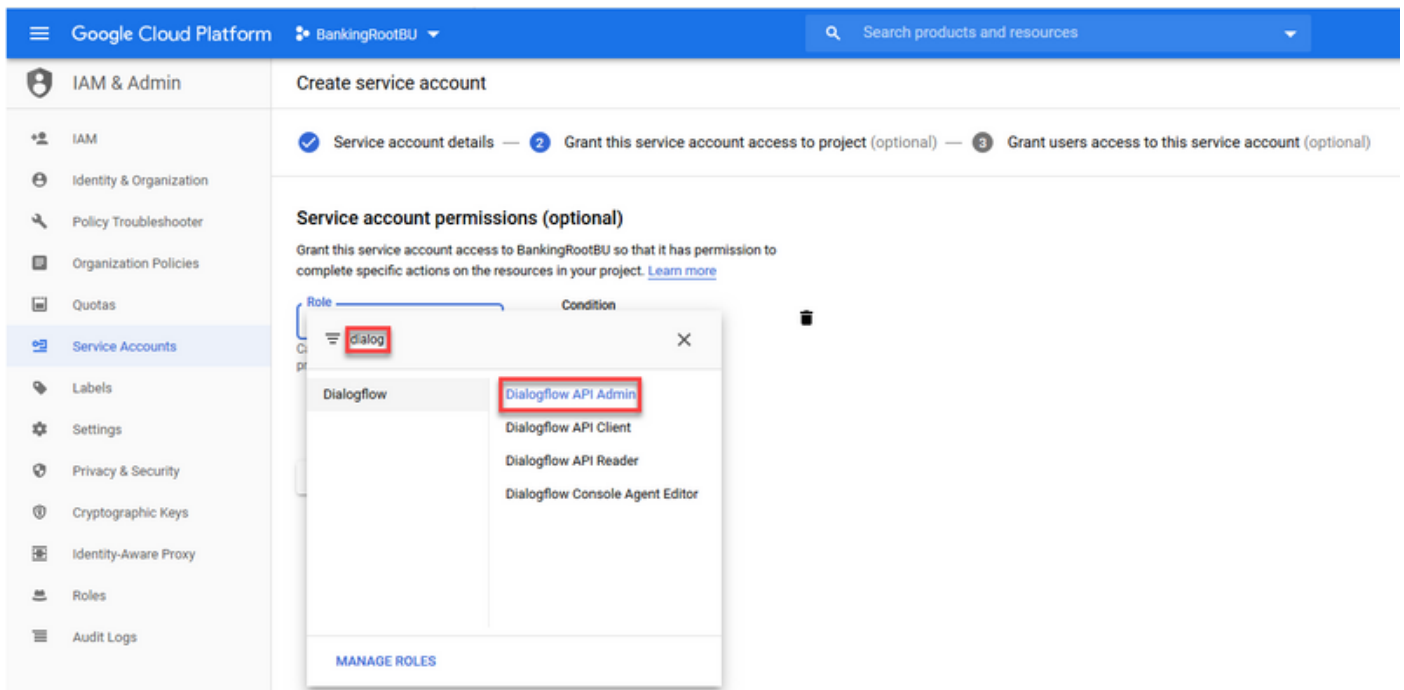 Google Cloud Platform BankingRootBU Search products and resources
IAM & Admin
Create service account
IAM
Identity & Organization
Policy Troubleshooter
Organization Policies
Quotas
Service Accounts
Labels
Settings
Privacy & Security
Cryptographic Keys
Identity-Aware Proxy
Roles
Audit Logs
Service account details — 2 Grant this service account access to project (optional) — 3 Grant users access to this service account (optional)
Service account permissions (optional)
Grant this service account access to BankingRootBU so that it has permission to
complete specific actions on the resources in your project. Learn more
Role
Condition
dialog
Dialogflow
Dialogflow API Admin
Dialogflow API Client
Dialogflow API Reader
Dialogflow Console Agent Editor
MANAGE ROLES